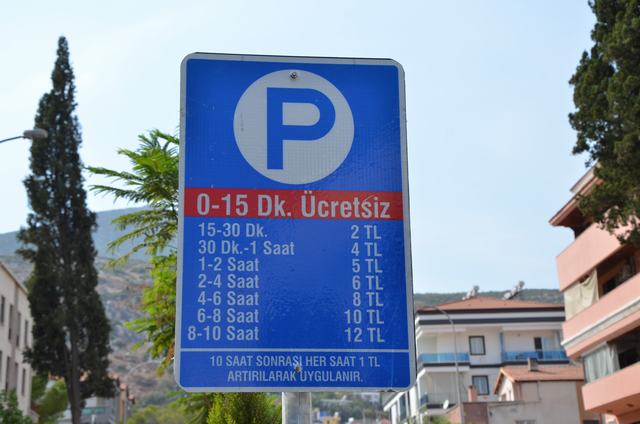 P
0-15 Dk. Ücretsiz
15-30 Dk. 2 TL
30 Dk.-1 Saat 4 TL
1-2 Saat 5 TL
2-4 Saat 6 TL
4-6 Saat 8 TL
6-8 Saat 10 TL
8-10 Saat 12 TL
10 SAAT SONRASI HER SAAT 1 TL
ARTIRILARAK UYGULANIR.